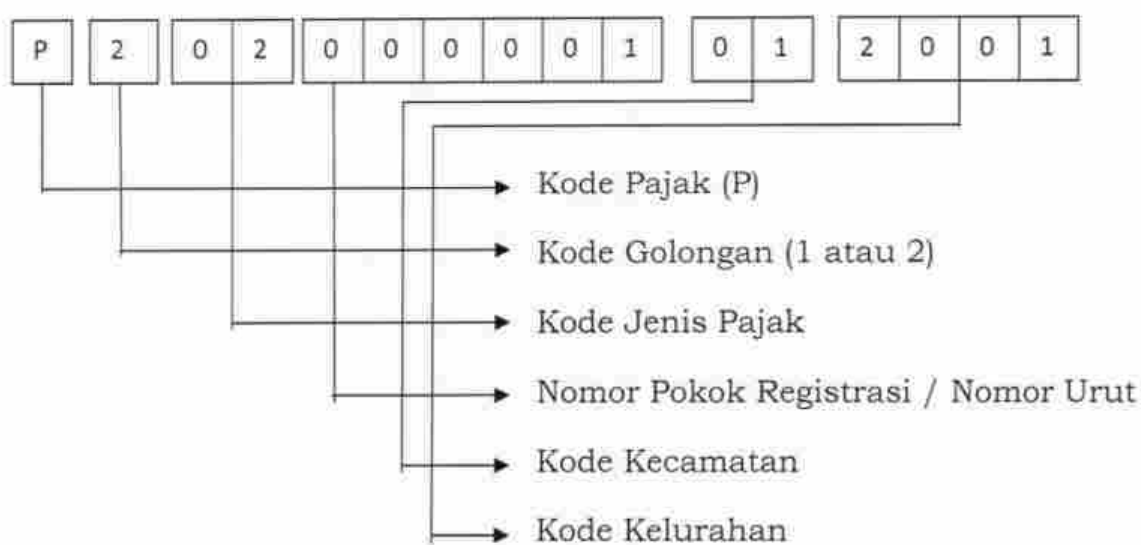 P 2 0 2 0 0 0 0 0 1 0 1 2 0 0 1
Kode Pajak (P)
Kode Golongan (1 atau 2)
Kode Jenis Pajak
Nomor Pokok Registrasi / Nomor Urut
Kode Kecamatan
Kode Kelurahan